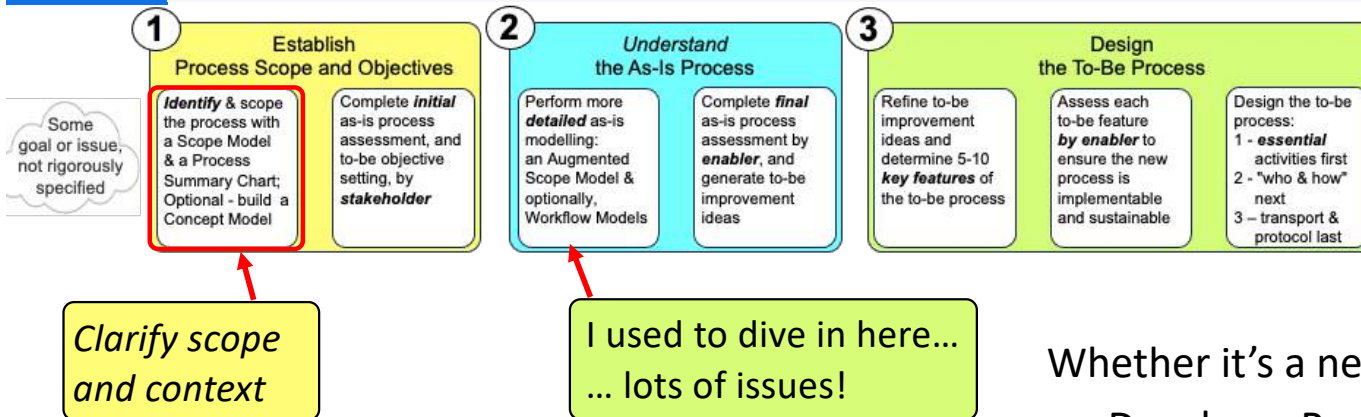 1
Establish
Process Scope and Objectives
Some
goal or issue,
not rigorously
specified
Identify & scope
the process with
a Scope Model
& a Process
Summary Chart;
Optional - build a
Concept Model
Complete initial
as-is process
assessment, and
to-be objective
setting, by
stakeholder
2
Understand
the As-Is Process
Perform more
detailed as-is
modelling:
an Augmented
Scope Model &
optionally,
Workflow Models
Complete final
as-is process
assessment by
enabler, and
generate to-be
improvement
ideas
3
Design
the To-Be Process
Refine to-be
improvement
ideas and
determine 5-10
key features of
the to-be process
Assess each
to-be feature
by enabler to
ensure the new
process is
implementable
and sustainable
Design the to-be
process:
1 - essential
activities first
2 - "who & how"
next
3 – transport &
protocol last
Clarify scope
and context
I used to dive in here…
… lots of issues!
Whether it's a ne